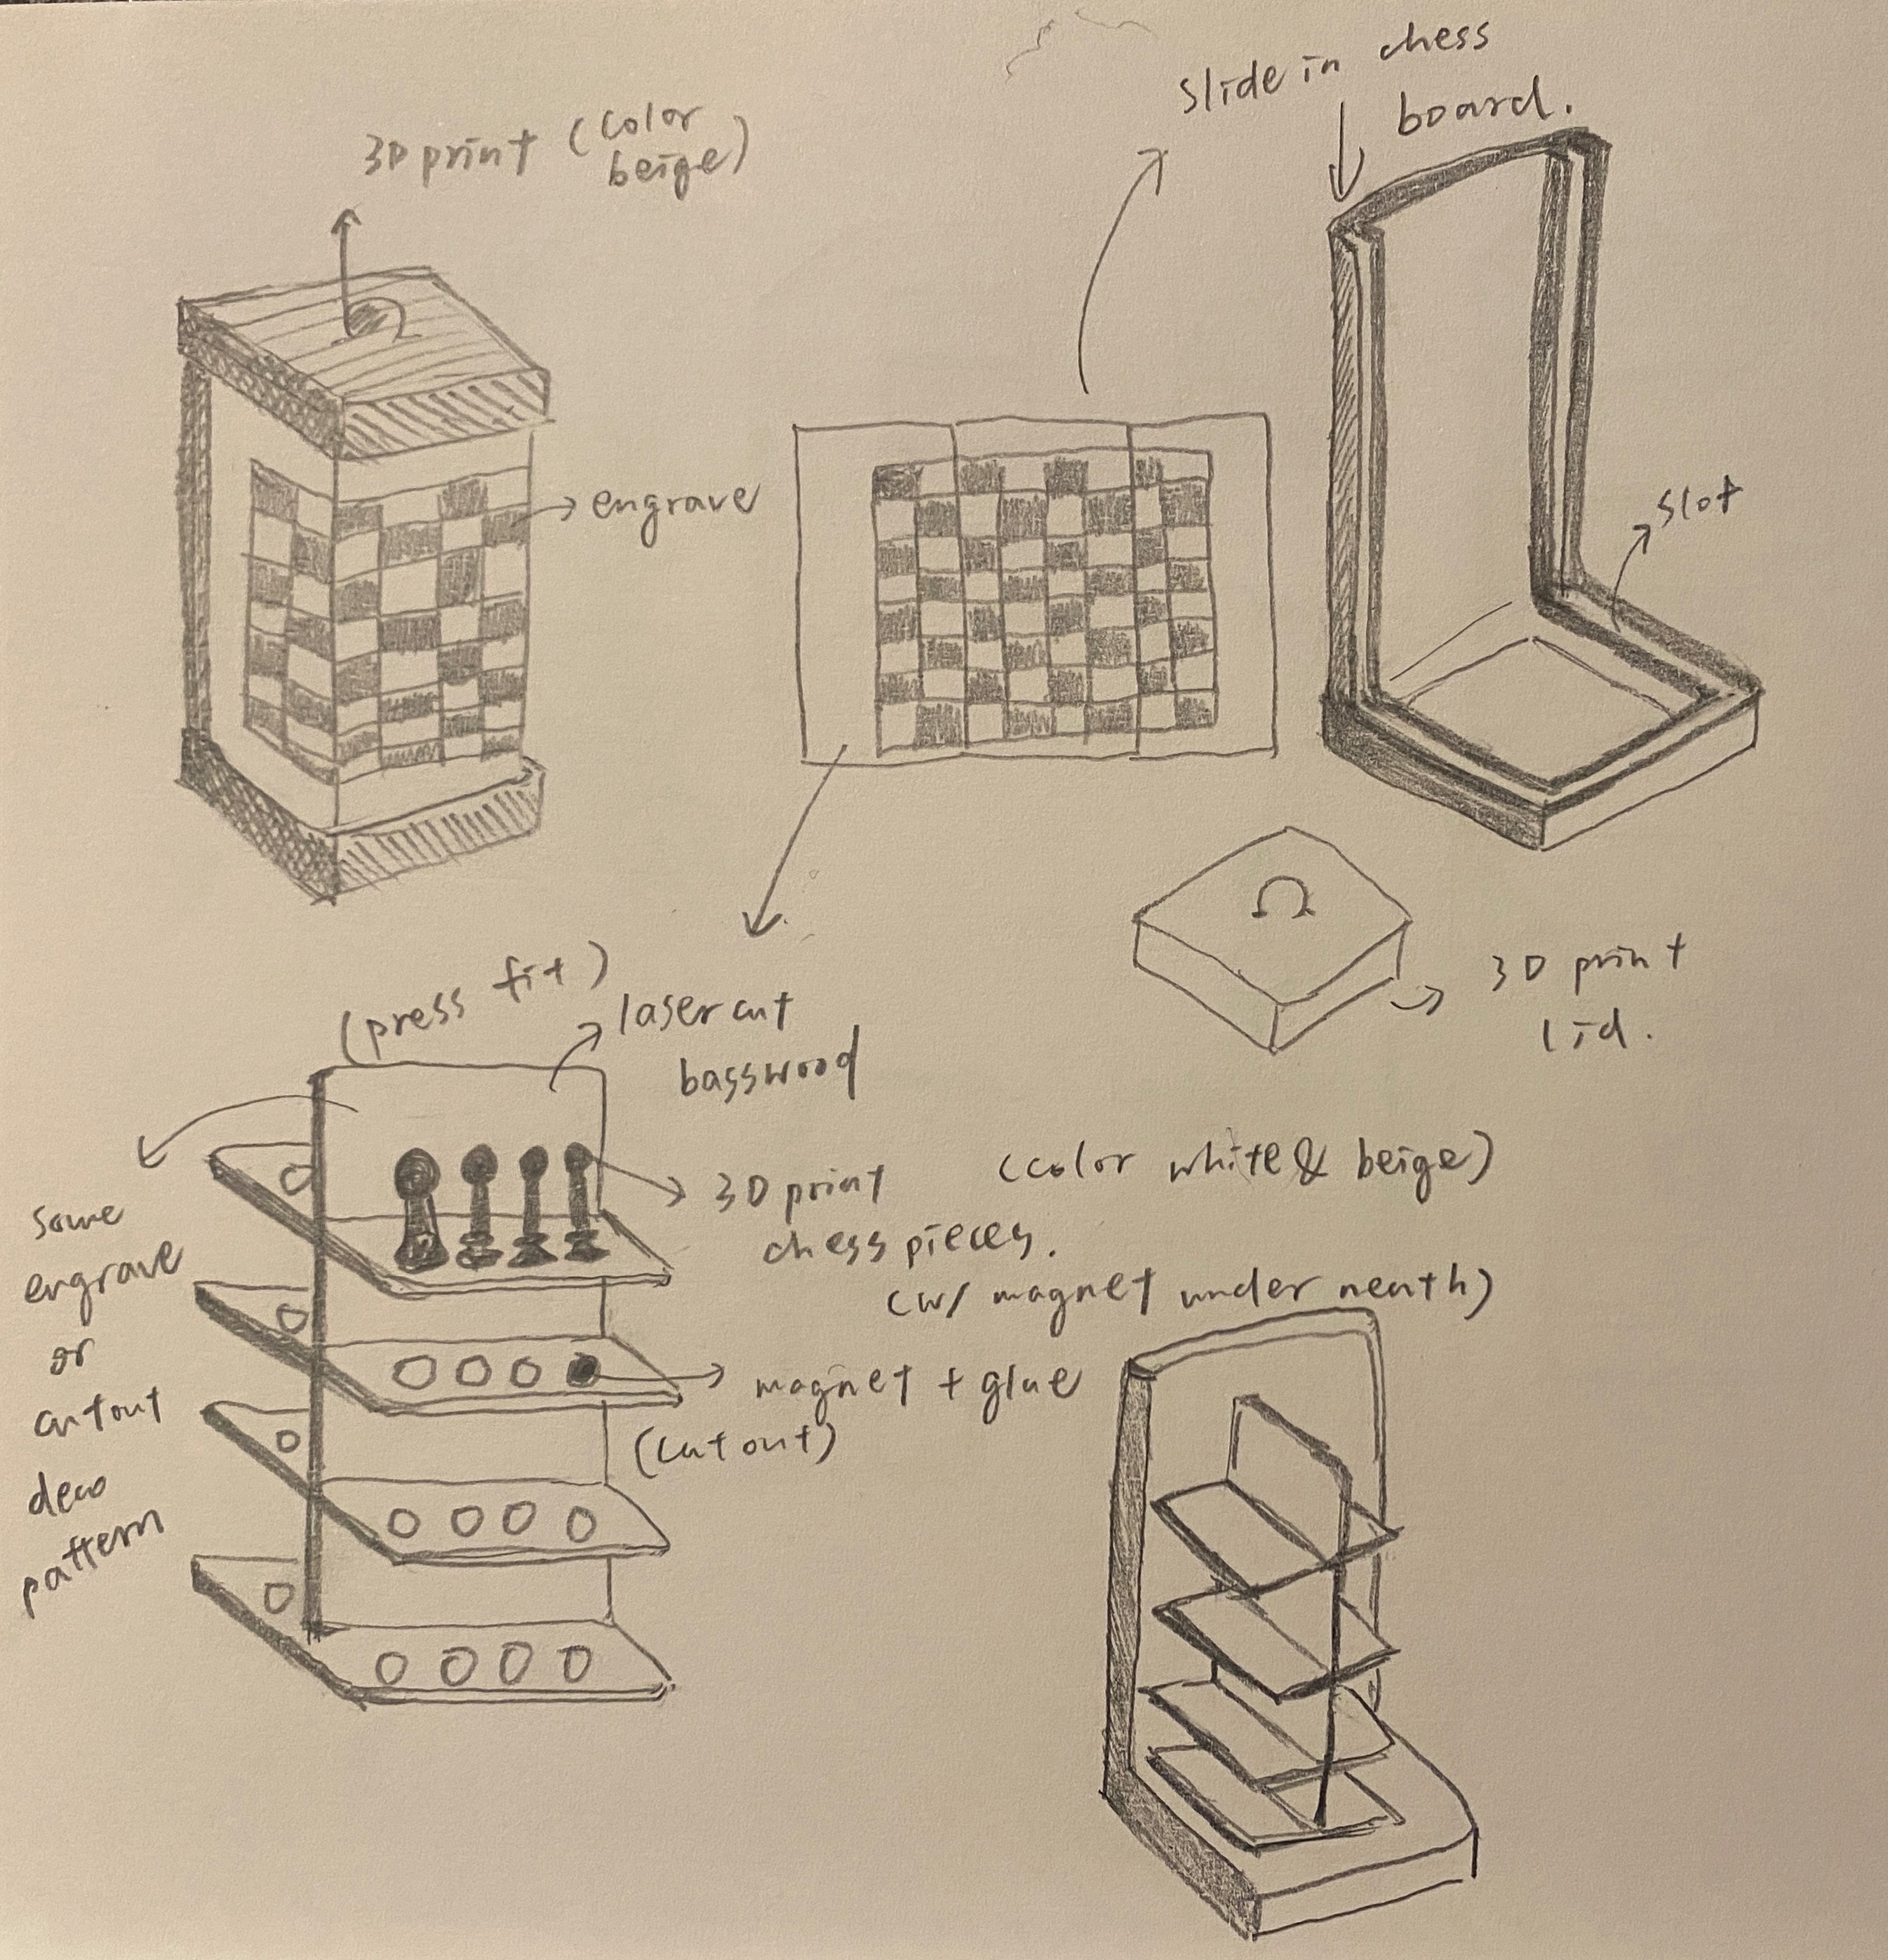 slide in chess
board.
3D print (color
beige)
engrave
slot
(press fit)
laser cut
basswood
3D print
lid.
some
engrave
or
cutout
deco
pattern
3D print
chess pieces.
(color white & beige)
(w/ magnet under neath)
magnet + glue
(cut out)